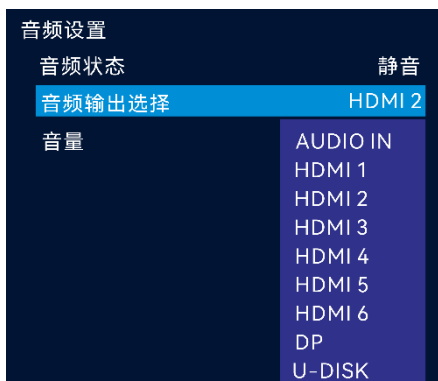 音频设置
音频状态 静音
音频输出选择 HDMI 2
音量 AUDIO IN
HDMI 1
HDMI 2
HDMI 3
HDMI 4
HDMI 5
HDMI 6
DP
U-DISK